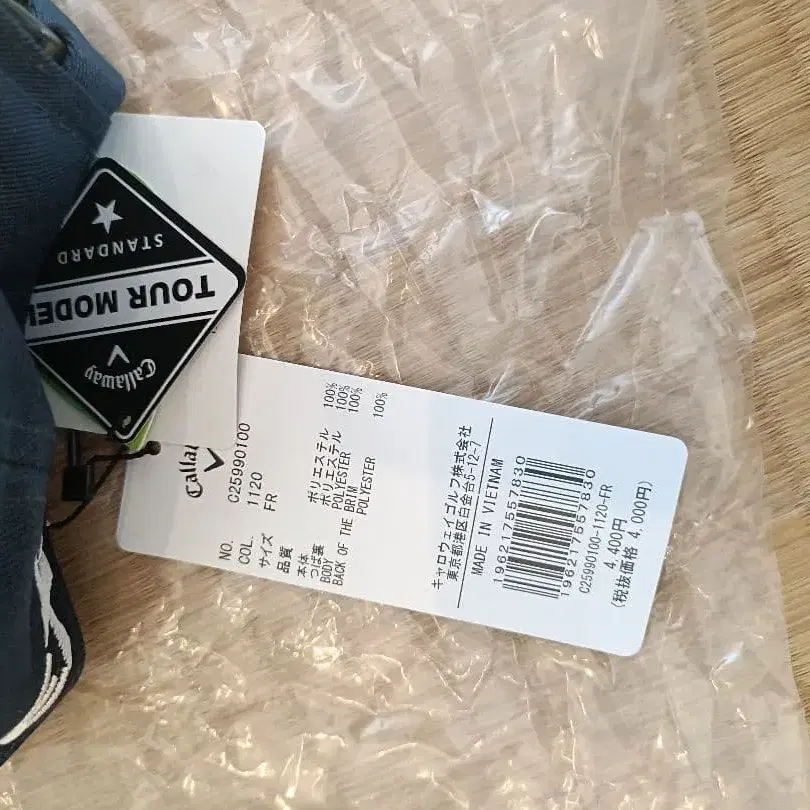 Callaway
TOUR MODEL
STANDARD
Callaway
NO. C25990100
COL. 1120
サイズ FR
品質
本体 ポリエステル 100%
つば裏 ポリエステル 100%
BODY POLYESTER 100%
BACK OF THE BRIM
POLYESTER 100%
キャロウェイゴルフ株式会社
東京都港区白金台5-12-7
MADE IN VIETNAM
196217557830
196217557830
C25990100-1120-FR
4,400円
(税抜価格 4,000円)